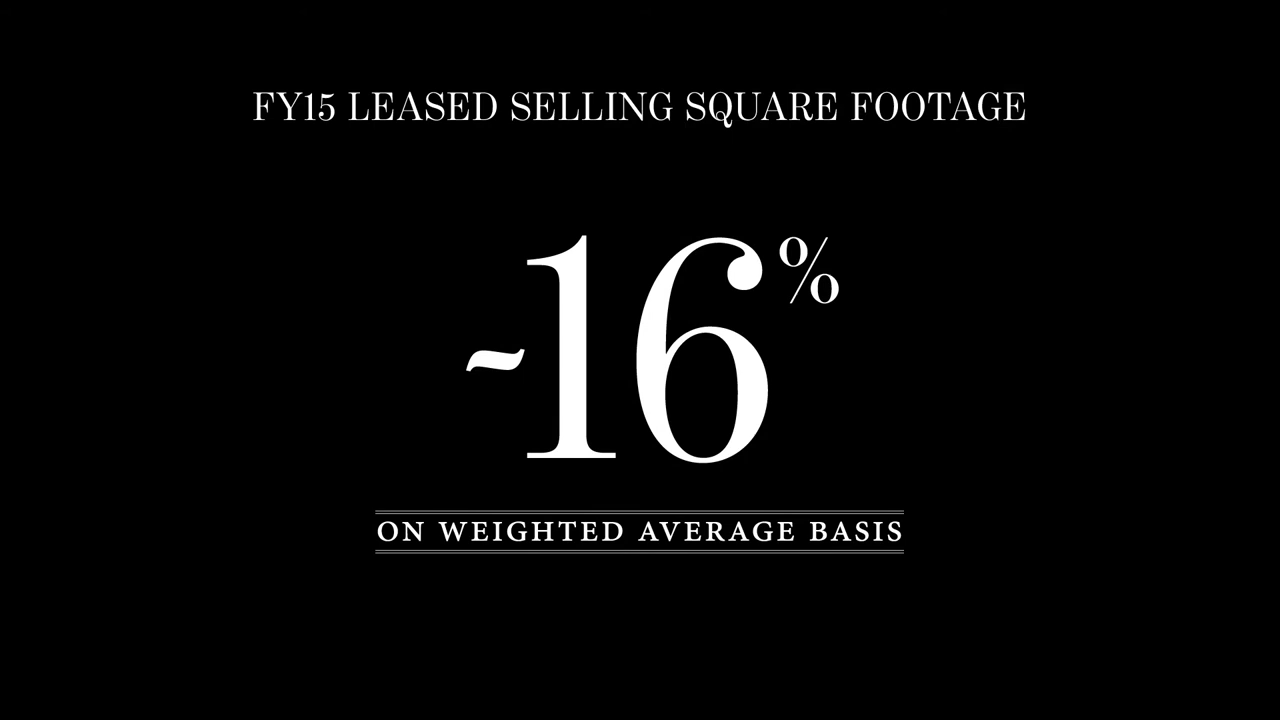 FY15 LEASED SELLING SQUARE FOOTAGE
~16%
ON WEIGHTED AVERAGE BASIS